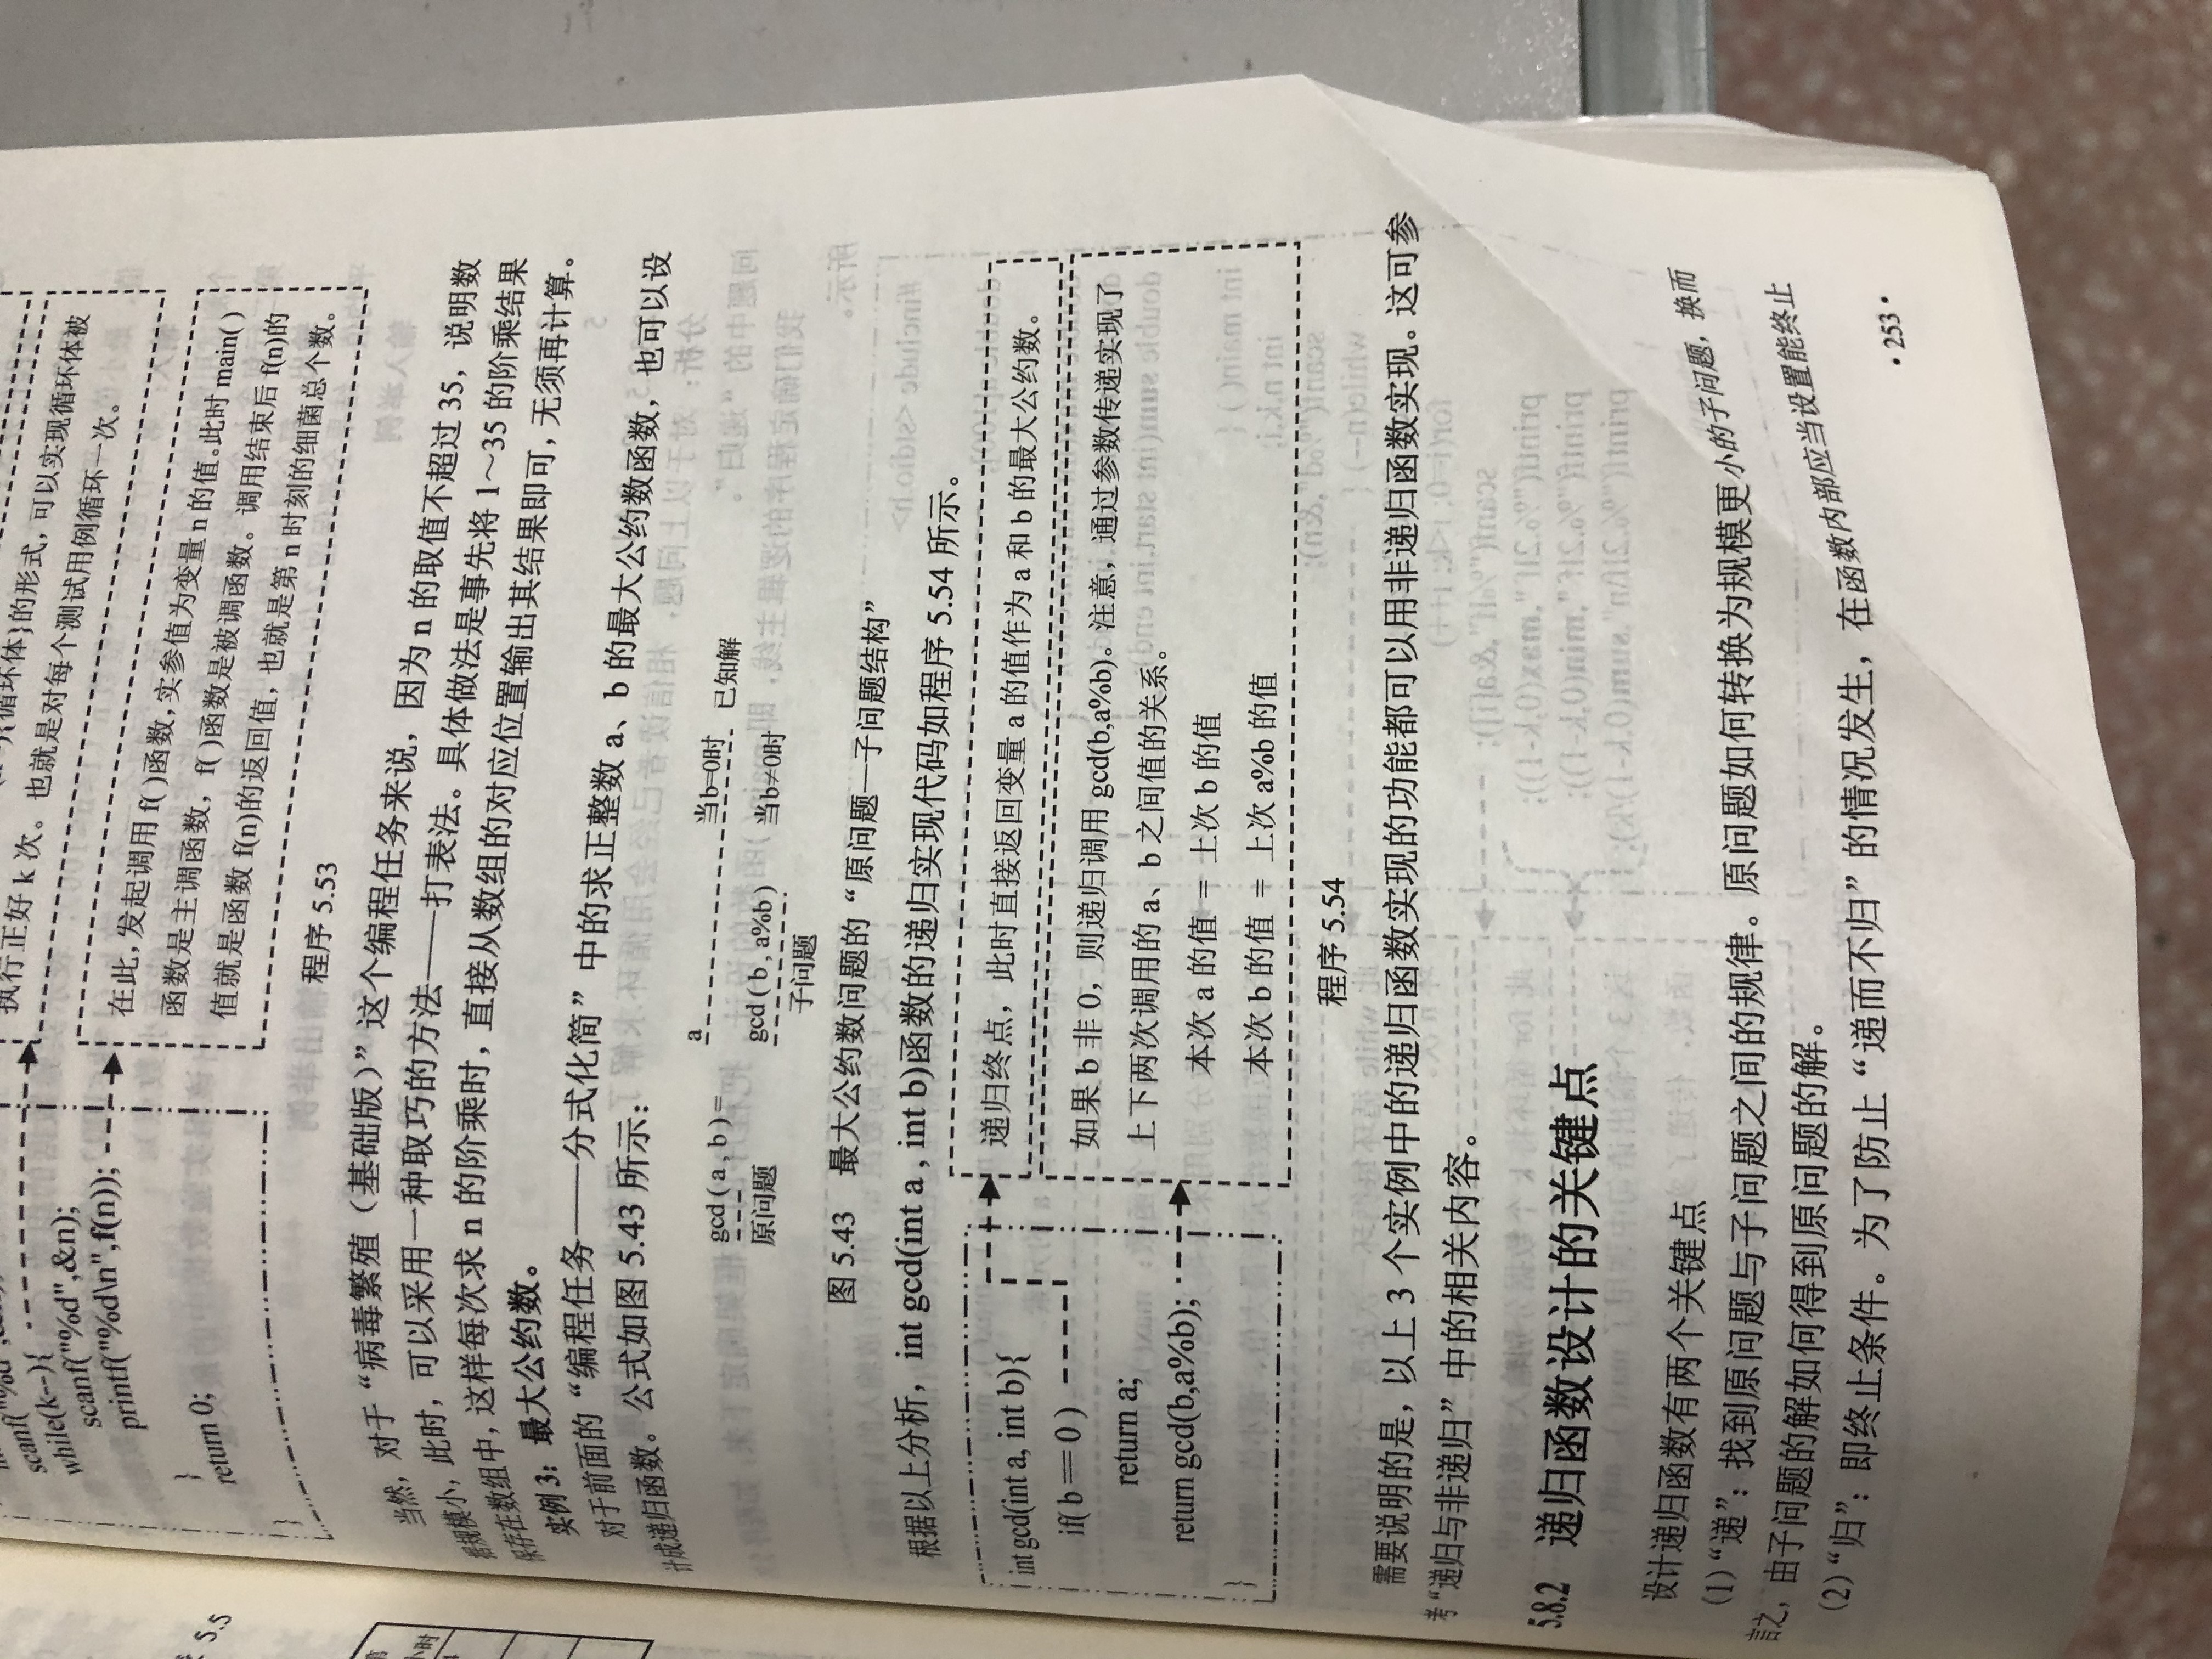 scanf("%d",&n);
while(k--){
执行正好 k 次。也就是对每个测试用例循环一次。
{循环体}的形式，可以实现循环体被
scanf("%d",&n);
printf("%d\n",f(n));
在此，发起调用 f( )函数，实参值为变量 n 的值。此时 main( )
函数是主调函数，f( )函数是被调函数。调用结束后 f(n)的
值就是函数 f(n)的返回值，也就是第 n 时刻的细菌总个数。
}
return 0;
}
程序 5.53
当然，对于“病毒繁殖（基础版）”这个编程任务来说，因为 n 的取值不超过 35，说明数
据规模小，此时，可以采用一种取巧的方法——打表法。具体做法是事先将 1～35 的阶乘结果
保存在数组中，这样每次求 n 的阶乘时，直接从数组的对应位置输出其结果即可，无须再计算。
实例 3：最大公约数。
对于前面的“编程任务——分式化简”中的求正整数 a、b 的最大公约数函数，也可以设
计成递归函数。公式如图 5.43 所示：
a 当b=0时 已知解
gcd ( a , b ) =
gcd ( b , a%b ) 当b≠0时
原问题 子问题
图 5.43 最大公约数问题的“原问题—子问题结构”
根据以上分析，int gcd(int a , int b)函数的递归实现代码如程序 5.54 所示。
int gcd(int a, int b){
if( b == 0 )
return a;
return gcd(b,a%b);
}
递归终点，此时直接返回变量 a 的值作为 a 和 b 的最大公约数。
如果 b 非 0，则递归调用 gcd(b,a%b)。注意，通过参数传递实现了
上下两次调用的 a、b 之间值的关系。
本次 a 的值 = 上次 b 的值
本次 b 的值 = 上次 a%b 的值
程序 5.54
需要说明的是，以上 3 个实例中的递归函数实现的功能都可以用非递归函数实现。这可参
考“递归与非递归”中的相关内容。
5.8.2 递归函数设计的关键点
设计递归函数有两个关键点
（1）“递”：找到原问题与子问题之间的规律。原问题如何转换为规模更小的子问题，换而
言之，由子问题的解如何得到原问题的解。
（2）“归”：即终止条件。为了防止“递而不归”的情况发生，在函数内部应当设置能终止
·253·